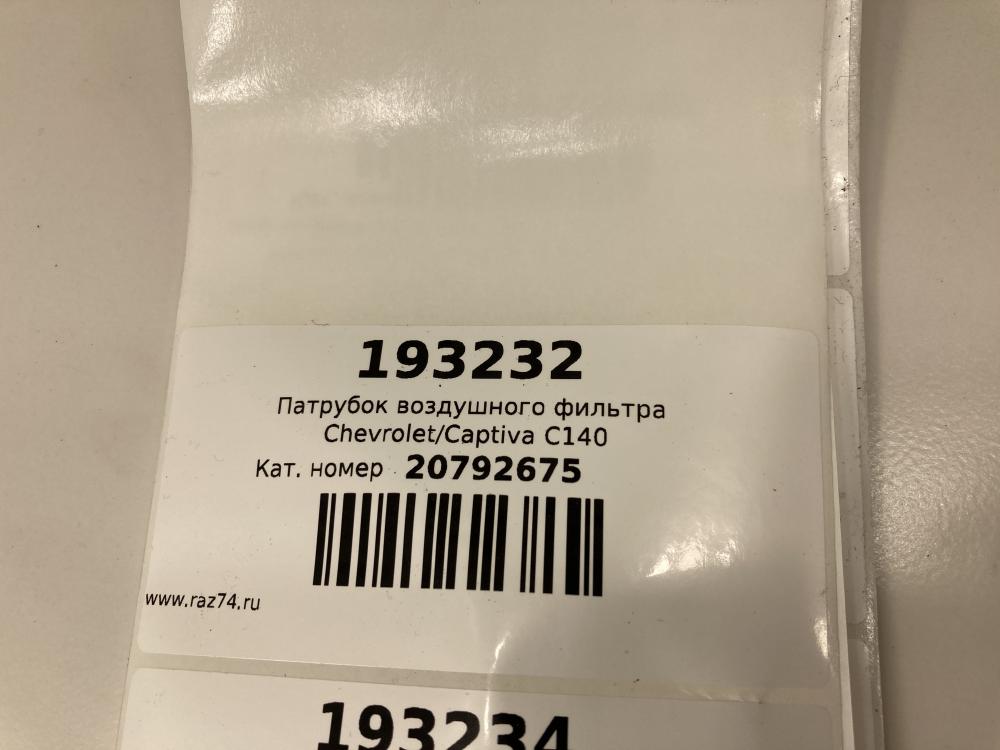 193232
Патрубок воздушного фильтра
Chevrolet/Captiva C140
Кат. номер 20792675
www.raz74.ru
193234